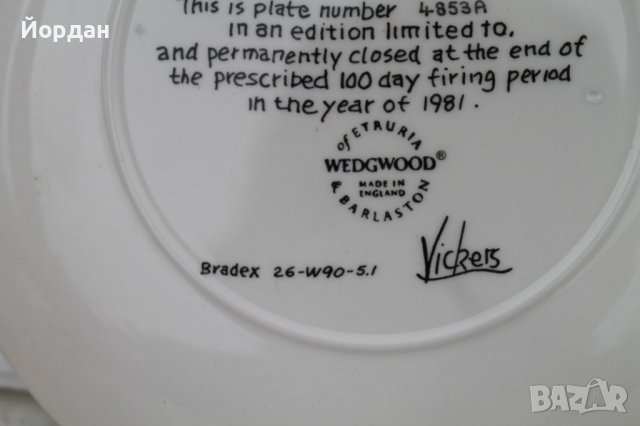 Йордан
This is plate number 4853A
in an edition limited to,
and permanently closed at the end of
the prescribed 100 day firing period
in the year of 1981.
of ETRURIA
WEDGWOOD®
MADE IN
ENGLAND
& BARLASTON
Bradex 26-W90-5.1
Vickers
BAZAR